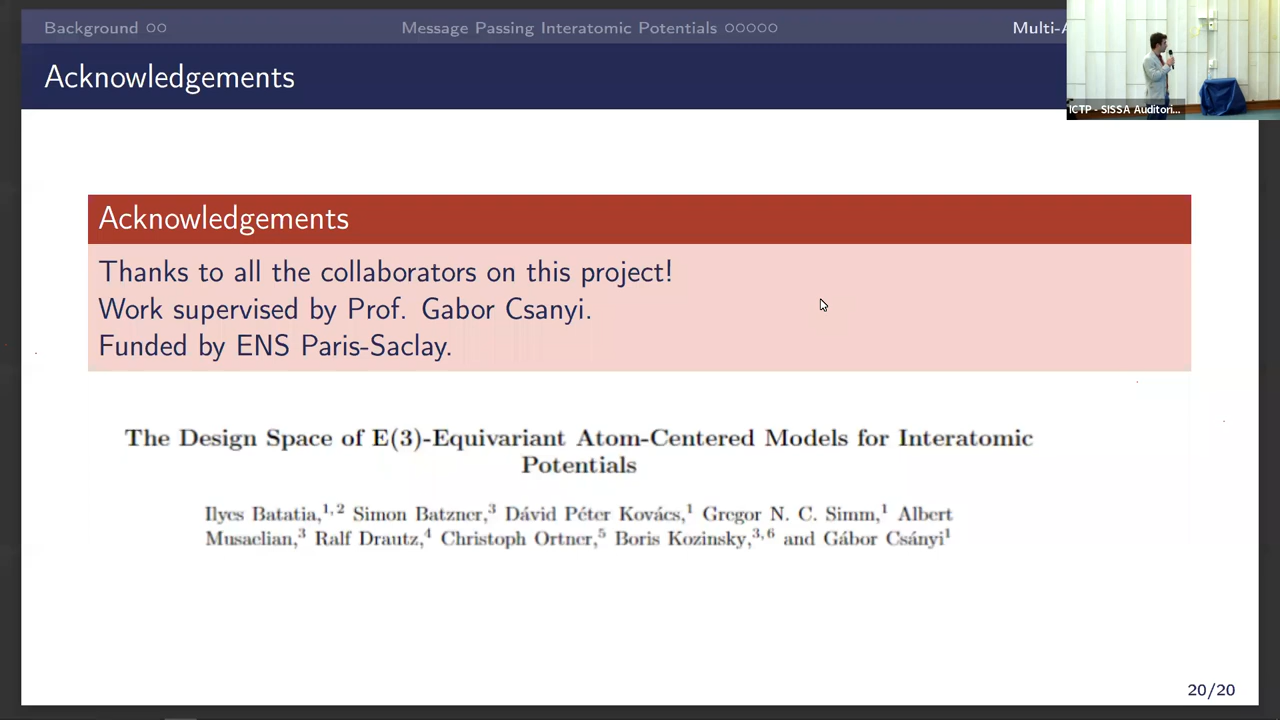 Background
Message Passing Interatomic Potentials
Multi-A
Acknowledgements
ICTP - SISSA Auditori...
Acknowledgements
Thanks to all the collaborators on this project!
Work supervised by Prof. Gabor Csanyi.
Funded by ENS Paris-Saclay.
The Design Space of E(3)-Equivariant Atom-Centered Models for Interatomic
Potentials
Ilyes Batatia,1, 2 Simon Batzner,3 Dávid Péter Kovács,1 Gregor N. C. Simm,1 Albert
Musaelian,3 Ralf Drautz,4 Christoph Ortner,5 Boris Kozinsky,3, 6 and Gábor Csányi1
20/20